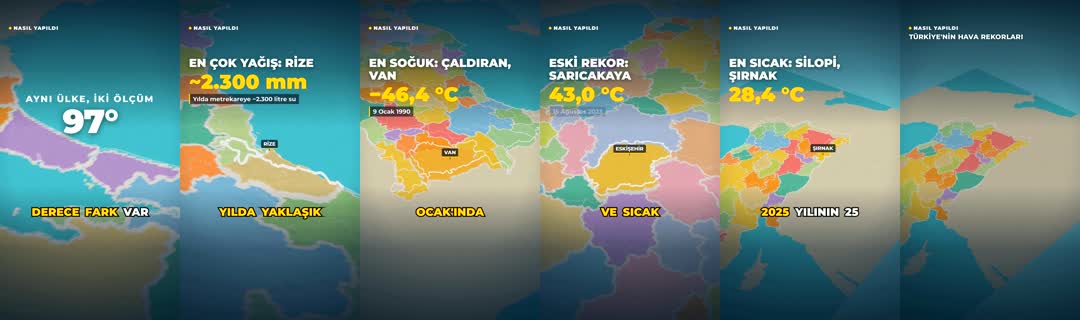 NASIL YAPILDI
AYNI ÜLKE, İKİ ÖLÇÜM
97°
DERECE FARK VAR
NASIL YAPILDI
EN ÇOK YAĞIŞ: RİZE
~2.300 mm
Yılda metrekareye ~2.300 litre su
RİZE
YILDA YAKLAŞIK
NASIL YAPILDI
EN SOĞUK: ÇALDIRAN,
VAN
−46,4 °C
9 Ocak 1990
VAN
OCAK'INDA
NASIL YAPILDI
ESKİ REKOR:
SARICAKAYA
43,0 °C
15 Ağustos 2023
ESKİŞEHİR
VE SICAK
NASIL YAPILDI
EN SICAK: SİLOPİ,
ŞIRNAK
28,4 °C
ŞIRNAK
2025 YILININ 25
NASIL YAPILDI
TÜRKİYE'NİN HAVA REKORLARI